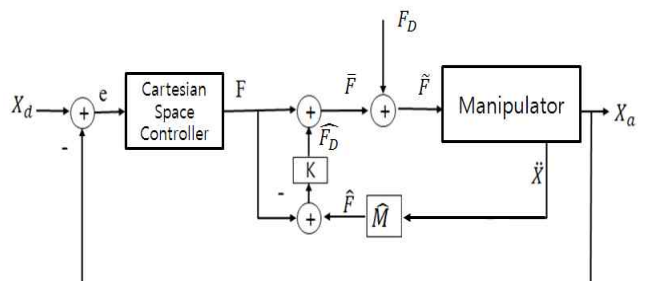 F_D
X_d
+
e
-
Cartesian
Space
Controller
F
+
F̄
+
F̃
Manipulator
X_a
F̂_D
K
-
+
F̂
M̂
Ẍ